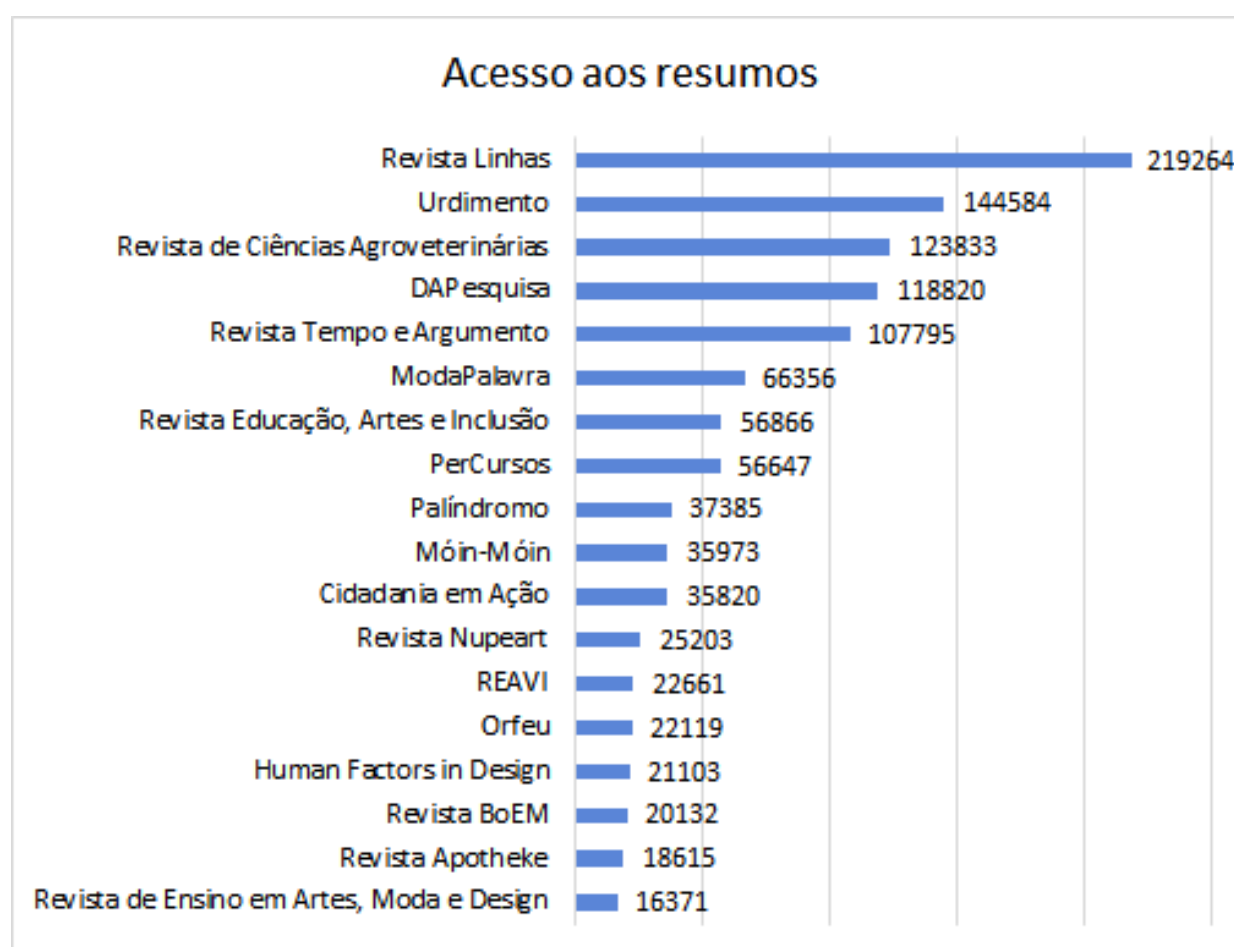 Acesso aos resumos
Revista Linhas 219264
Urdimento 144584
Revista de Ciências Agroveterinárias 123833
DAPesquisa 118820
Revista Tempo e Argumento 107795
ModaPalavra 66356
Revista Educação, Artes e Inclusão 56866
PerCursos 56647
Palíndromo 37385
Móin-Móin 35973
Cidadania em Ação 35820
Revista Nupeart 25203
REAVI 22661
Orfeu 22119
Human Factors in Design 21103
Revista BoEM 20132
Revista Apotheke 18615
Revista de Ensino em Artes, Moda e Design 16371